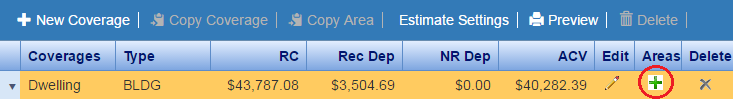 New Coverage Copy Coverage Copy Area Estimate Settings Preview Delete
Coverages Type RC Rec Dep NR Dep ACV Edit Areas Delete
Dwelling BLDG $43,787.08 $3,504.69 $0.00 $40,282.39